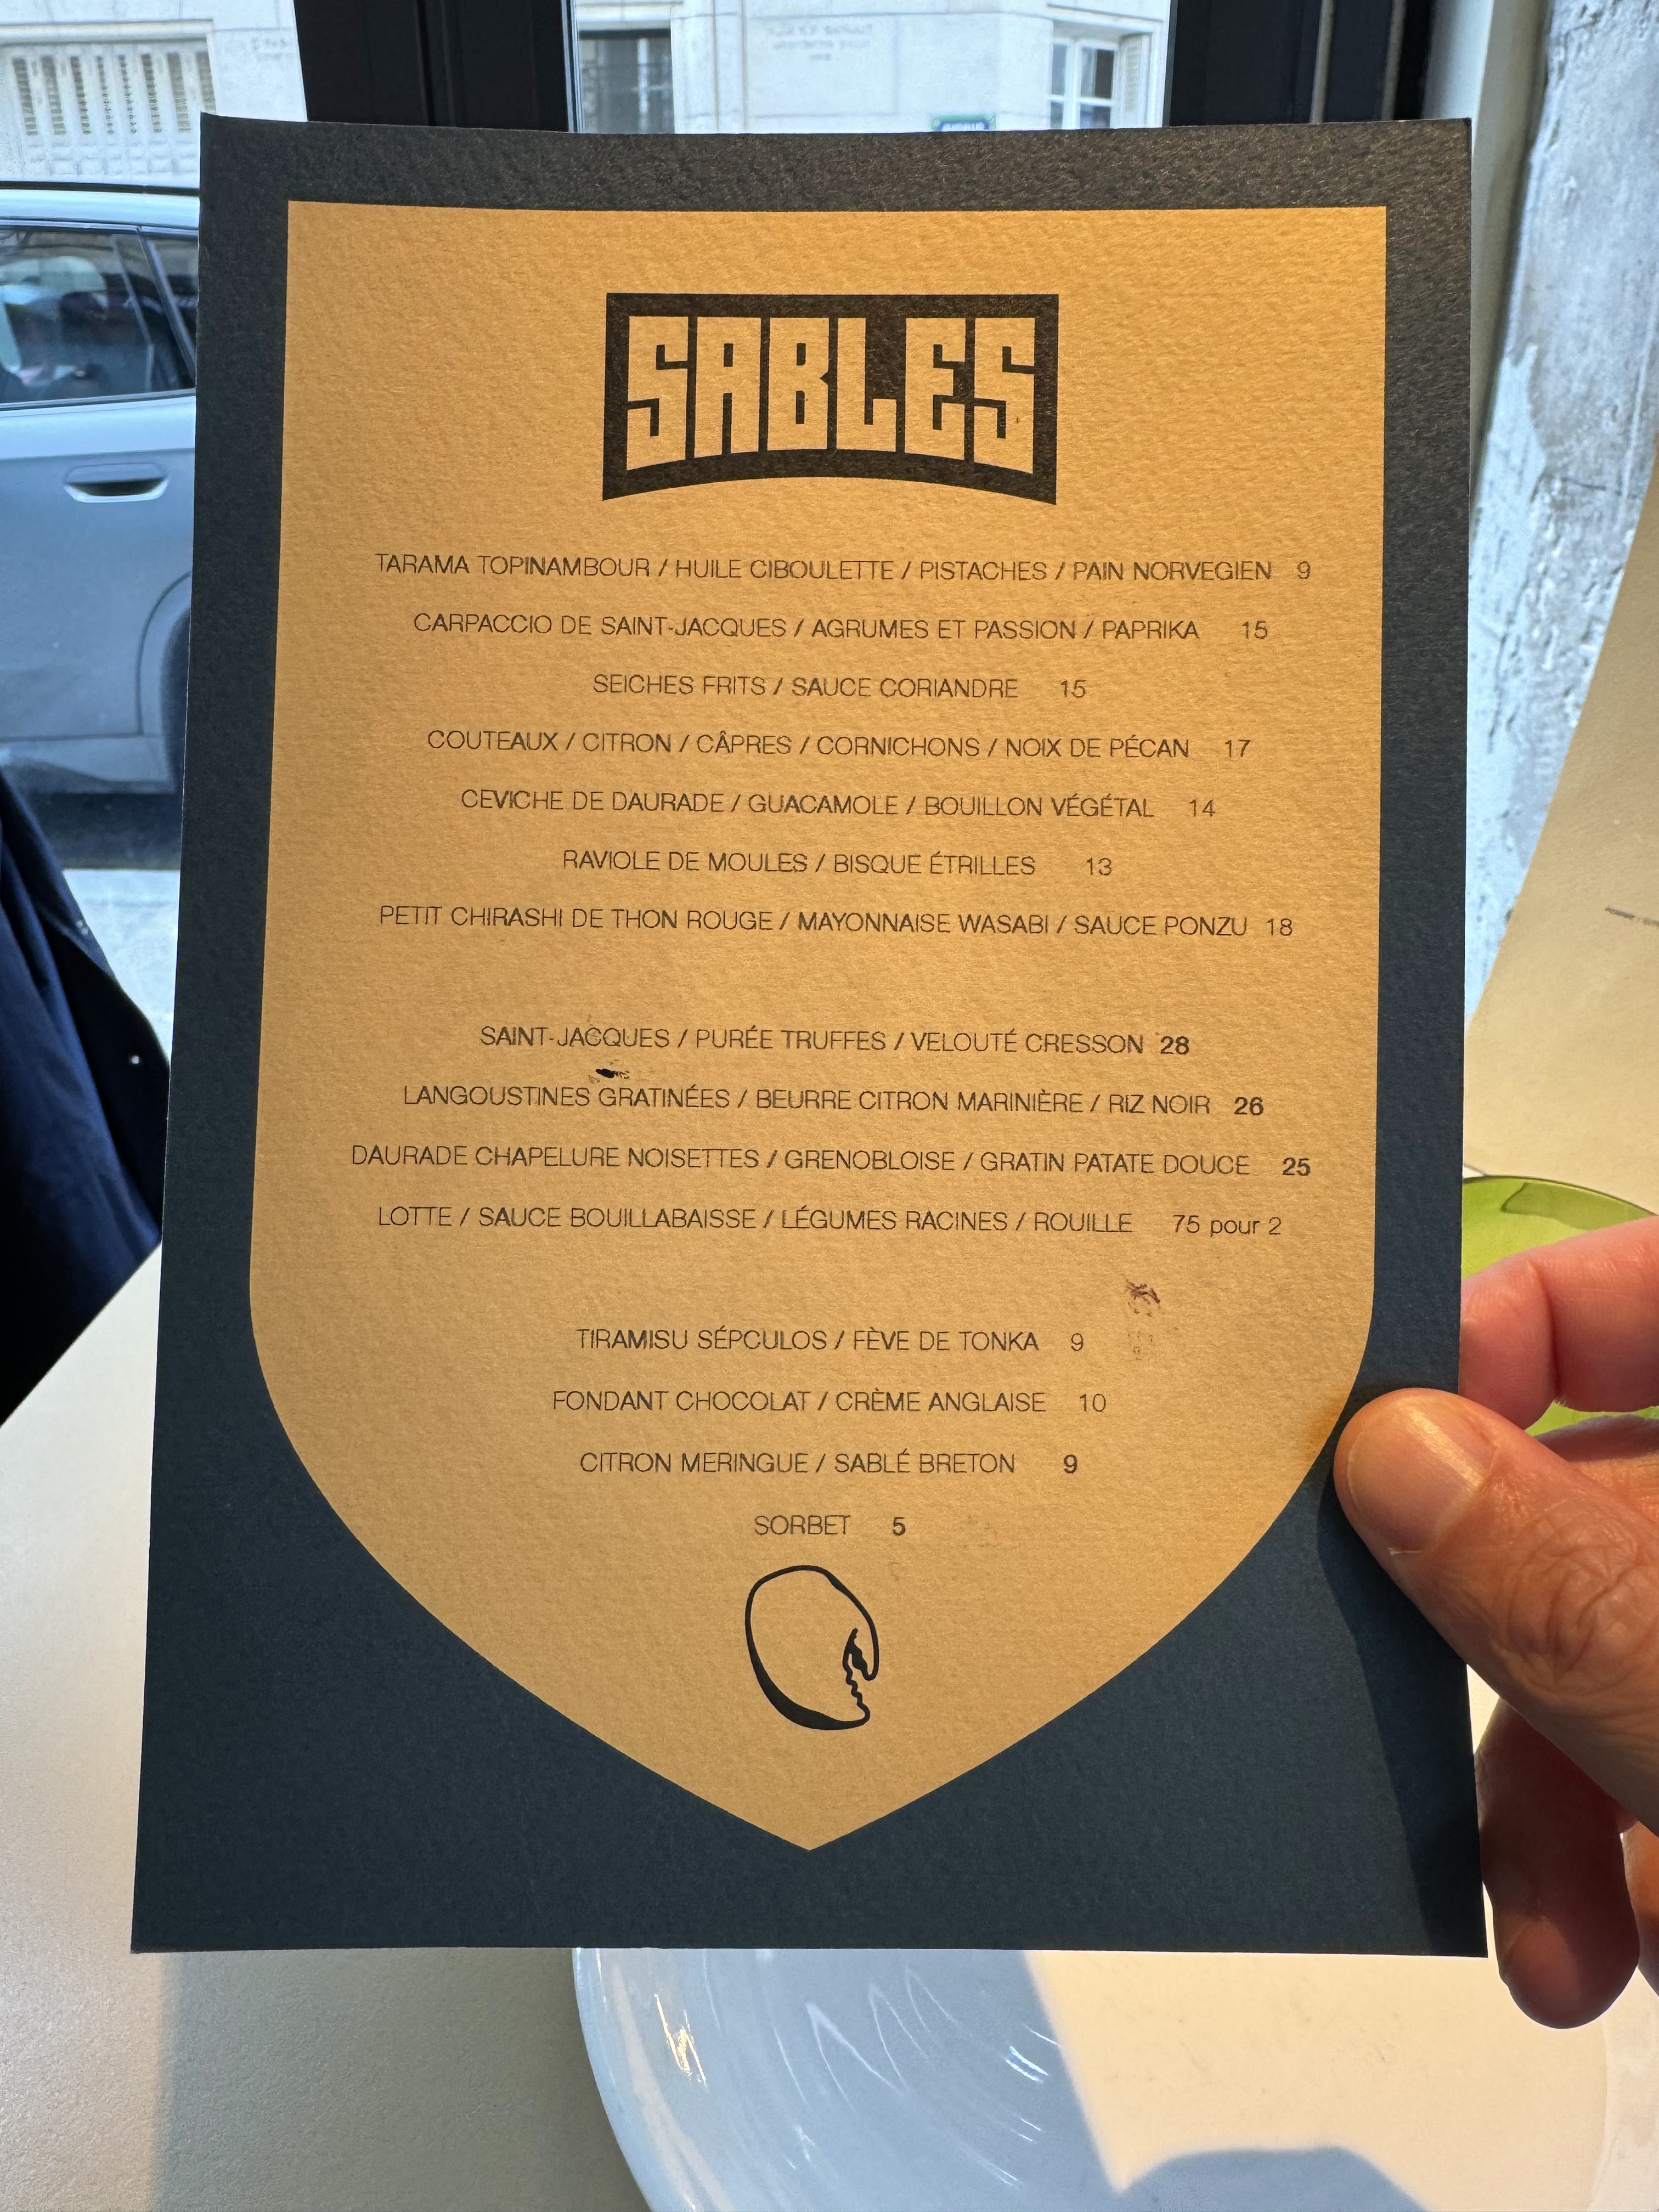 SABLES
TARAMA TOPINAMBOUR / HUILE CIBOULETTE / PISTACHES / PAIN NORVEGIEN 9
CARPACCIO DE SAINT-JACQUES / AGRUMES ET PASSION / PAPRIKA 15
SEICHES FRITS / SAUCE CORIANDRE 15
COUTEAUX / CITRON / CÂPRES / CORNICHONS / NOIX DE PÉCAN 17
CEVICHE DE DAURADE / GUACAMOLE / BOUILLON VÉGÉTAL 14
RAVIOLE DE MOULES / BISQUE ÉTRILLES 13
PETIT CHIRASHI DE THON ROUGE / MAYONNAISE WASABI / SAUCE PONZU 18
SAINT-JACQUES / PURÉE TRUFFES / VELOUTÉ CRESSON 28
LANGOUSTINES GRATINÉES / BEURRE CITRON MARINIÈRE / RIZ NOIR 26
DAURADE CHAPELURE NOISETTES / GRENOBLOISE / GRATIN PATATE DOUCE 25
LOTTE / SAUCE BOUILLABAISSE / LÉGUMES RACINES / ROUILLE 75 pour 2
TIRAMISU SÉPCULOS / FÈVE DE TONKA 9
FONDANT CHOCOLAT / CRÈME ANGLAISE 10
CITRON MERINGUE / SABLÉ BRETON 9
SORBET 5